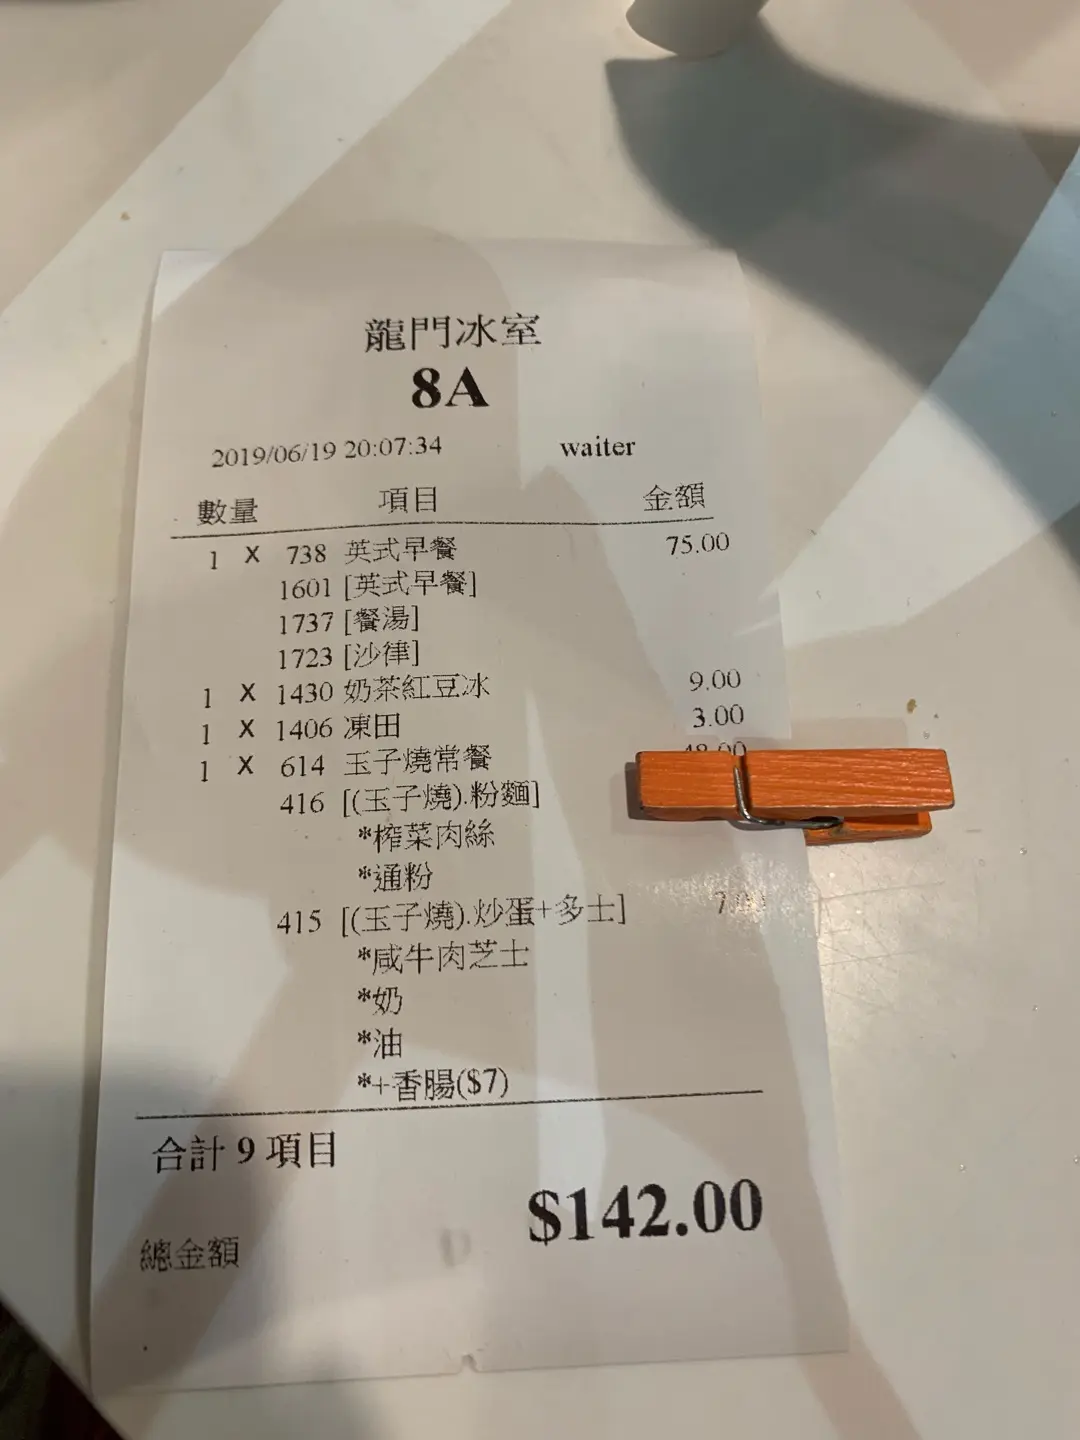 龍門冰室
8A
2019/06/19 20:07:34 waiter
數量 項目 金額
1 X 738 英式早餐 75.00
1601 [英式早餐]
1737 [餐湯]
1723 [沙律]
1 X 1430 奶茶紅豆冰 9.00
1 X 1406 凍田 3.00
1 X 614 玉子燒常餐 48.00
416 [(玉子燒).粉麵]
*榨菜肉絲
*通粉
415 [(玉子燒).炒蛋+多士] 7.00
*咸牛肉芝士
*奶
*油
*+香腸($7)
合計 9 項目
$142.00
總金額